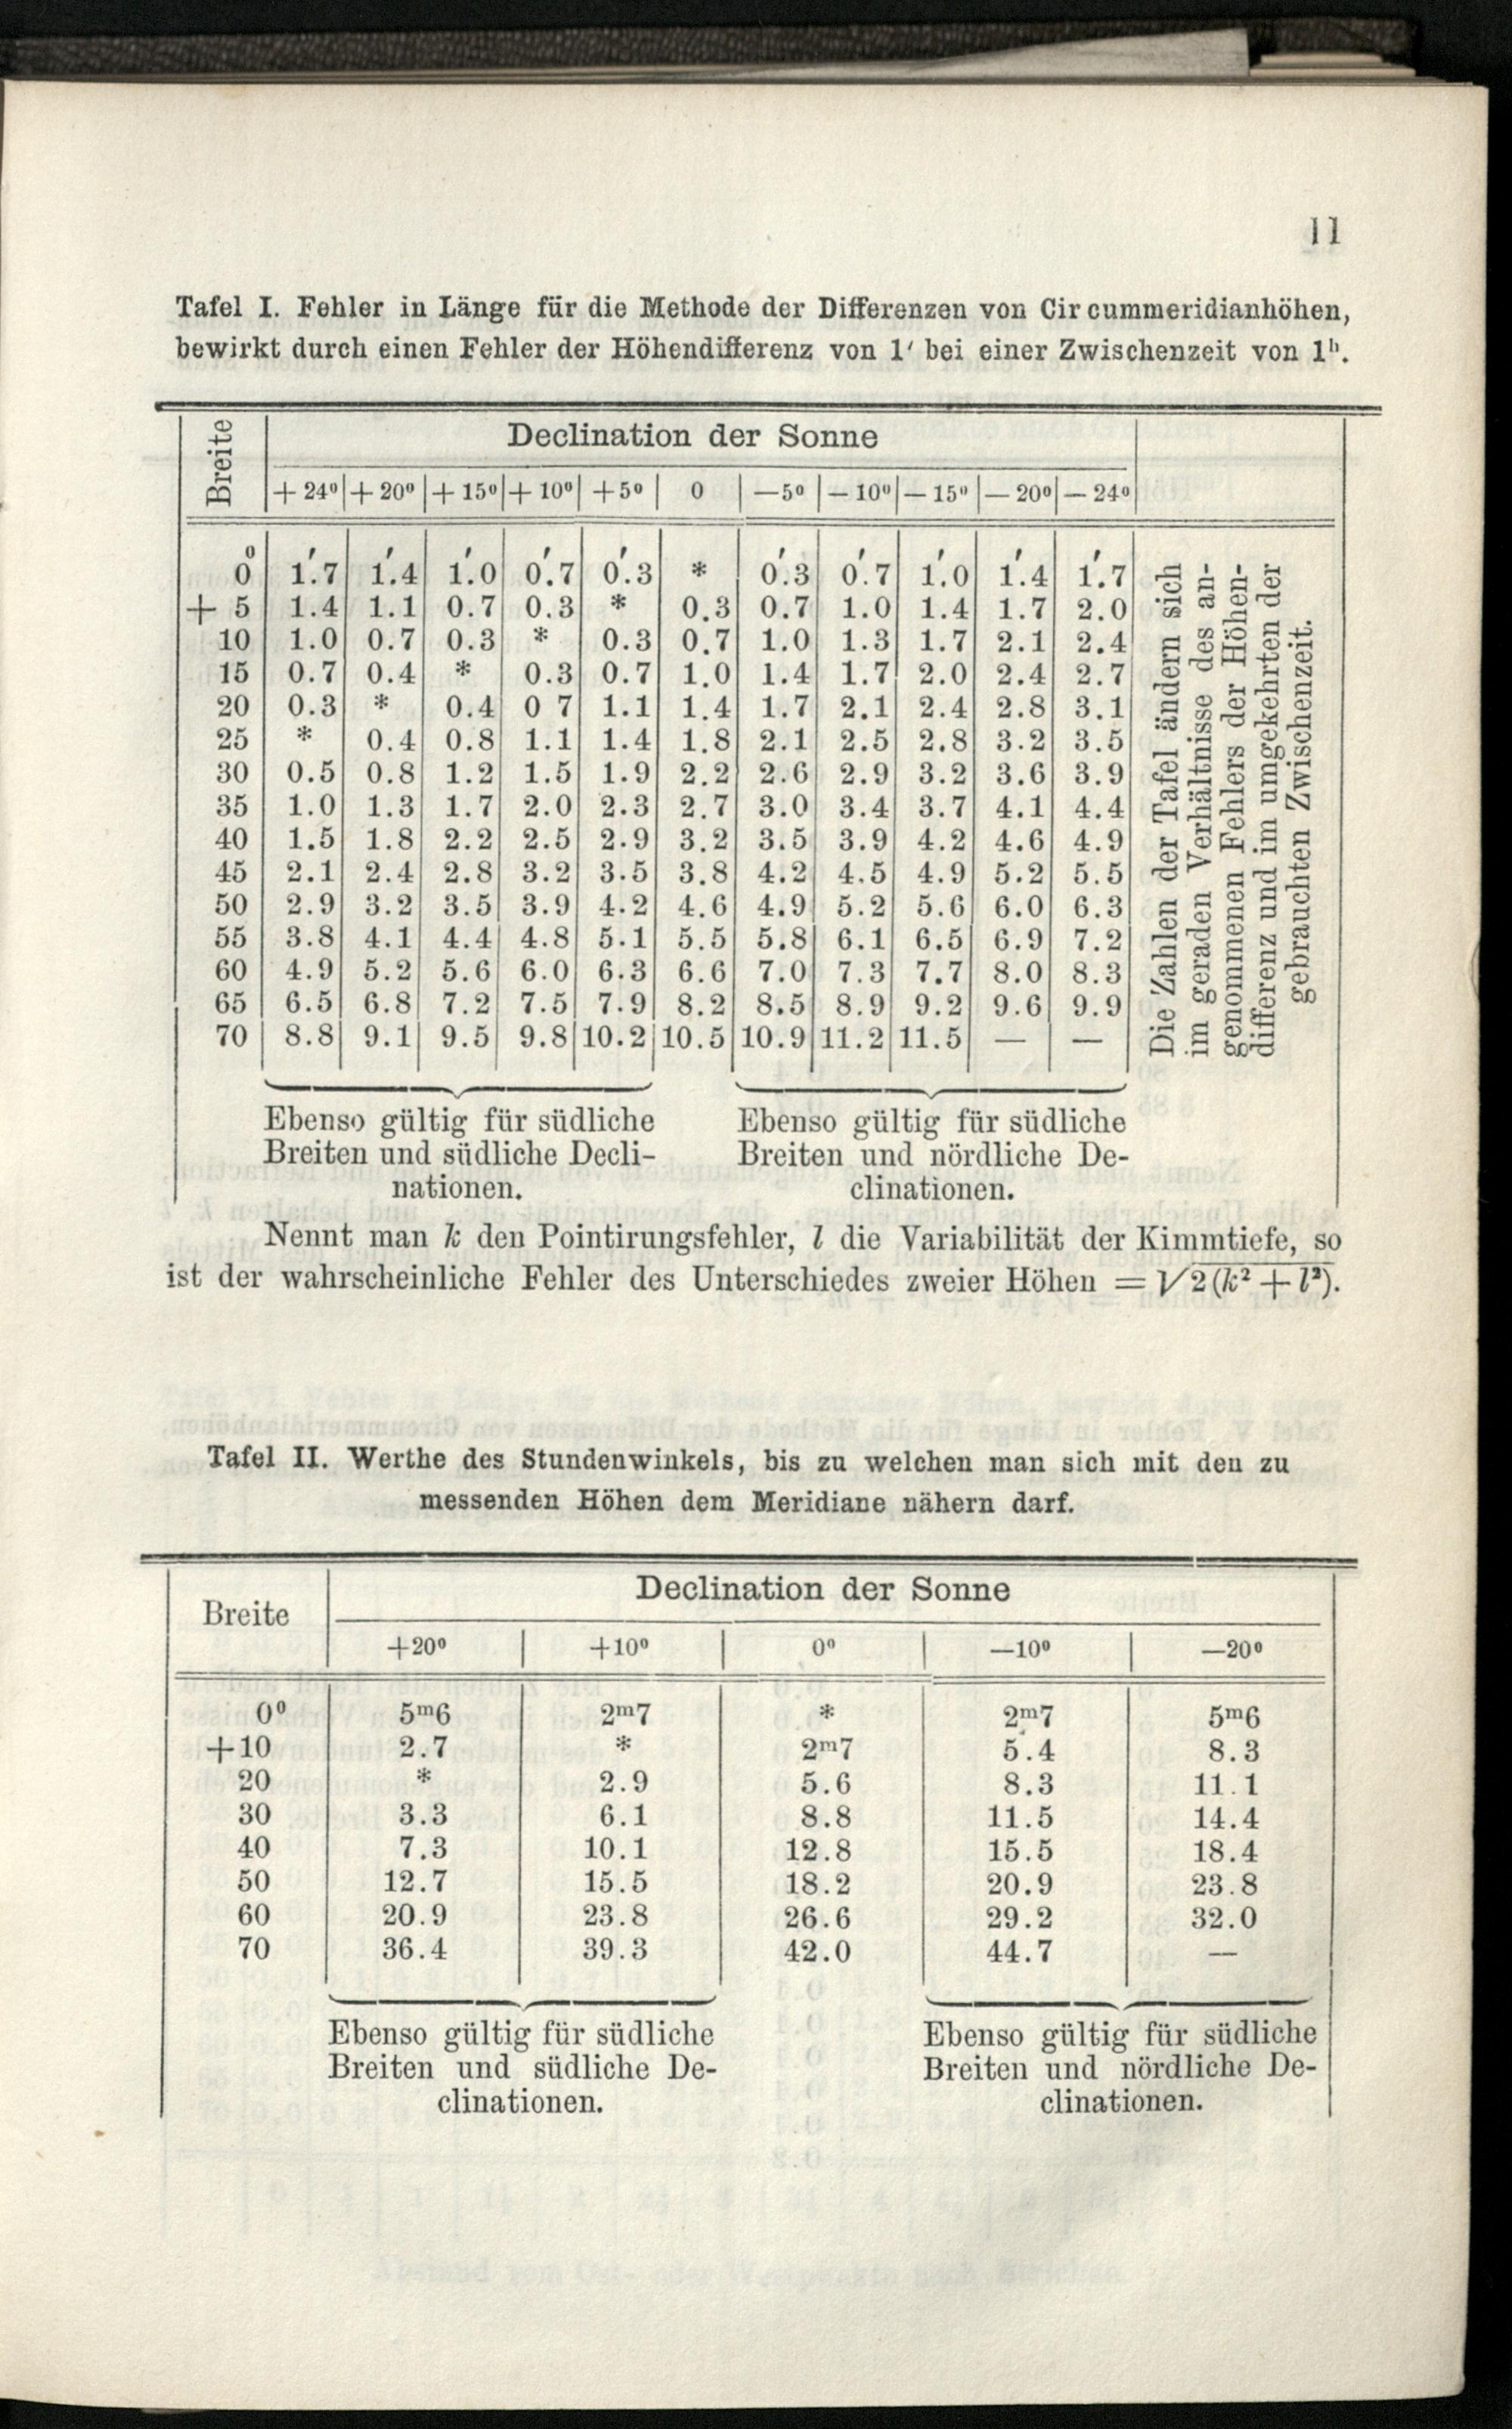 11
Tafel I. Fehler in Länge für die Methode der Differenzen von Circummeridianhöhen,
bewirkt durch einen Fehler der Höhendifferenz von 1′ bei einer Zwischenzeit von 1ʰ.
Breite | Declination der Sonne
+ 24⁰ | + 20⁰ | + 15⁰ | + 10⁰ | + 5⁰ | 0 | —5⁰ | — 10⁰ | — 15⁰ | — 20⁰ | — 24⁰
0° | 1′.7 | 1′.4 | 1′.0 | 0′.7 | 0′.3 | * | 0′.3 | 0′.7 | 1′.0 | 1′.4 | 1′.7
+ 5 | 1.4 | 1.1 | 0.7 | 0.3 | * | 0.3 | 0.7 | 1.0 | 1.4 | 1.7 | 2.0
10 | 1.0 | 0.7 | 0.3 | * | 0.3 | 0.7 | 1.0 | 1.3 | 1.7 | 2.1 | 2.4
15 | 0.7 | 0.4 | * | 0.3 | 0.7 | 1.0 | 1.4 | 1.7 | 2.0 | 2.4 | 2.7
20 | 0.3 | * | 0.4 | 0 7 | 1.1 | 1.4 | 1.7 | 2.1 | 2.4 | 2.8 | 3.1
25 | * | 0.4 | 0.8 | 1.1 | 1.4 | 1.8 | 2.1 | 2.5 | 2.8 | 3.2 | 3.5
30 | 0.5 | 0.8 | 1.2 | 1.5 | 1.9 | 2.2 | 2.6 | 2.9 | 3.2 | 3.6 | 3.9
35 | 1.0 | 1.3 | 1.7 | 2.0 | 2.3 | 2.7 | 3.0 | 3.4 | 3.7 | 4.1 | 4.4
40 | 1.5 | 1.8 | 2.2 | 2.5 | 2.9 | 3.2 | 3.5 | 3.9 | 4.2 | 4.6 | 4.9
45 | 2.1 | 2.4 | 2.8 | 3.2 | 3.5 | 3.8 | 4.2 | 4.5 | 4.9 | 5.2 | 5.5
50 | 2.9 | 3.2 | 3.5 | 3.9 | 4.2 | 4.6 | 4.9 | 5.2 | 5.6 | 6.0 | 6.3
55 | 3.8 | 4.1 | 4.4 | 4.8 | 5.1 | 5.5 | 5.8 | 6.1 | 6.5 | 6.9 | 7.2
60 | 4.9 | 5.2 | 5.6 | 6.0 | 6.3 | 6.6 | 7.0 | 7.3 | 7.7 | 8.0 | 8.3
65 | 6.5 | 6.8 | 7.2 | 7.5 | 7.9 | 8.2 | 8.5 | 8.9 | 9.2 | 9.6 | 9.9
70 | 8.8 | 9.1 | 9.5 | 9.8 | 10.2 | 10.5 | 10.9 | 11.2 | 11.5 | — | —
Die Zahlen der Tafel ändern sich
im geraden Verhältnisse des an-
genommenen Fehlers der Höhen-
differenz und im umgekehrten der
gebrauchten Zwischenzeit.
Ebenso gültig für südliche
Breiten und südliche Decli-
nationen.
Ebenso gültig für südliche
Breiten und nördliche De-
clinationen.
Nennt man k den Pointirungsfehler, l die Variabilität der Kimmtiefe, so
ist der wahrscheinliche Fehler des Unterschiedes zweier Höhen = √2 (k² + l²).
Tafel II. Werthe des Stundenwinkels, bis zu welchen man sich mit den zu
messenden Höhen dem Meridiane nähern darf.
Breite | Declination der Sonne
+20⁰ | +10⁰ | 0⁰ | —10⁰ | —20⁰
0⁰ | 5ᵐ6 | 2ᵐ7 | * | 2ᵐ7 | 5ᵐ6
+10 | 2.7 | * | 2ᵐ7 | 5.4 | 8.3
20 | * | 2.9 | 5.6 | 8.3 | 11.1
30 | 3.3 | 6.1 | 8.8 | 11.5 | 14.4
40 | 7.3 | 10.1 | 12.8 | 15.5 | 18.4
50 | 12.7 | 15.5 | 18.2 | 20.9 | 23.8
60 | 20.9 | 23.8 | 26.6 | 29.2 | 32.0
70 | 36.4 | 39.3 | 42.0 | 44.7 | —
Ebenso gültig für südliche
Breiten und südliche De-
clinationen.
Ebenso gültig für südliche
Breiten und nördliche De-
clinationen.